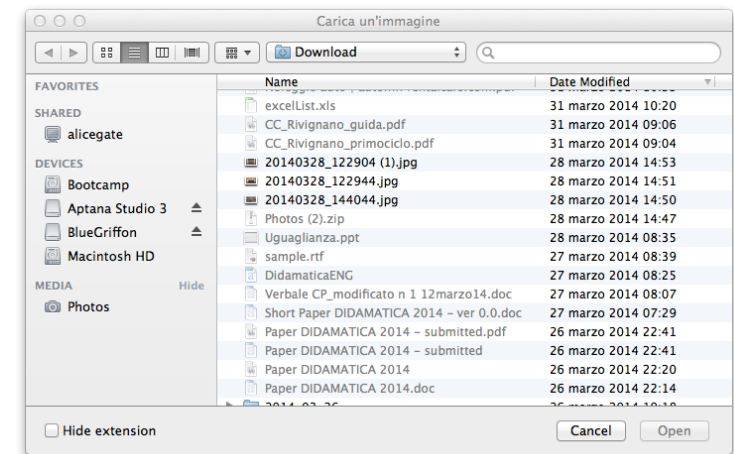 Carica un'immagine
Download
FAVORITES
SHARED
alicegate
DEVICES
Bootcamp
Aptana Studio 3
BlueGriffon
Macintosh HD
MEDIA Hide
Photos
Name Date Modified
excelList.xls 31 marzo 2014 10:20
CC_Rivignano_guida.pdf 31 marzo 2014 09:06
CC_Rivignano_primociclo.pdf 31 marzo 2014 09:04
20140328_122904 (1).jpg 28 marzo 2014 14:53
20140328_122944.jpg 28 marzo 2014 14:51
20140328_144044.jpg 28 marzo 2014 14:50
Photos (2).zip 28 marzo 2014 14:47
Uguaglianza.ppt 28 marzo 2014 08:35
sample.rtf 27 marzo 2014 08:39
DidamaticaENG 27 marzo 2014 08:25
Verbale CP_modificato n 1 12marzo14.doc 27 marzo 2014 08:07
Short Paper DIDAMATICA 2014 - ver 0.0.doc 27 marzo 2014 07:29
Paper DIDAMATICA 2014 - submitted.pdf 26 marzo 2014 22:41
Paper DIDAMATICA 2014 - submitted 26 marzo 2014 22:41
Paper DIDAMATICA 2014 26 marzo 2014 22:20
Paper DIDAMATICA 2014.doc 26 marzo 2014 22:14
Hide extension
Cancel Open